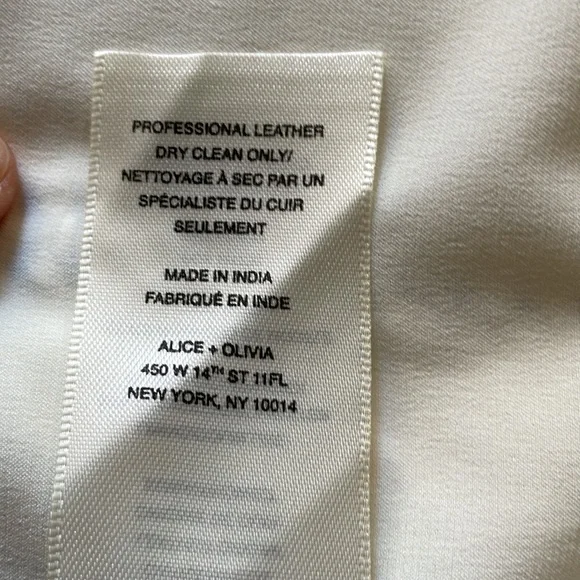 PROFESSIONAL LEATHER
DRY CLEAN ONLY/
NETTOYAGE À SEC PAR UN
SPÉCIALISTE DU CUIR
SEULEMENT
MADE IN INDIA
FABRIQUÉ EN INDE
ALICE + OLIVIA
450 W 14TH ST 11FL
NEW YORK, NY 10014